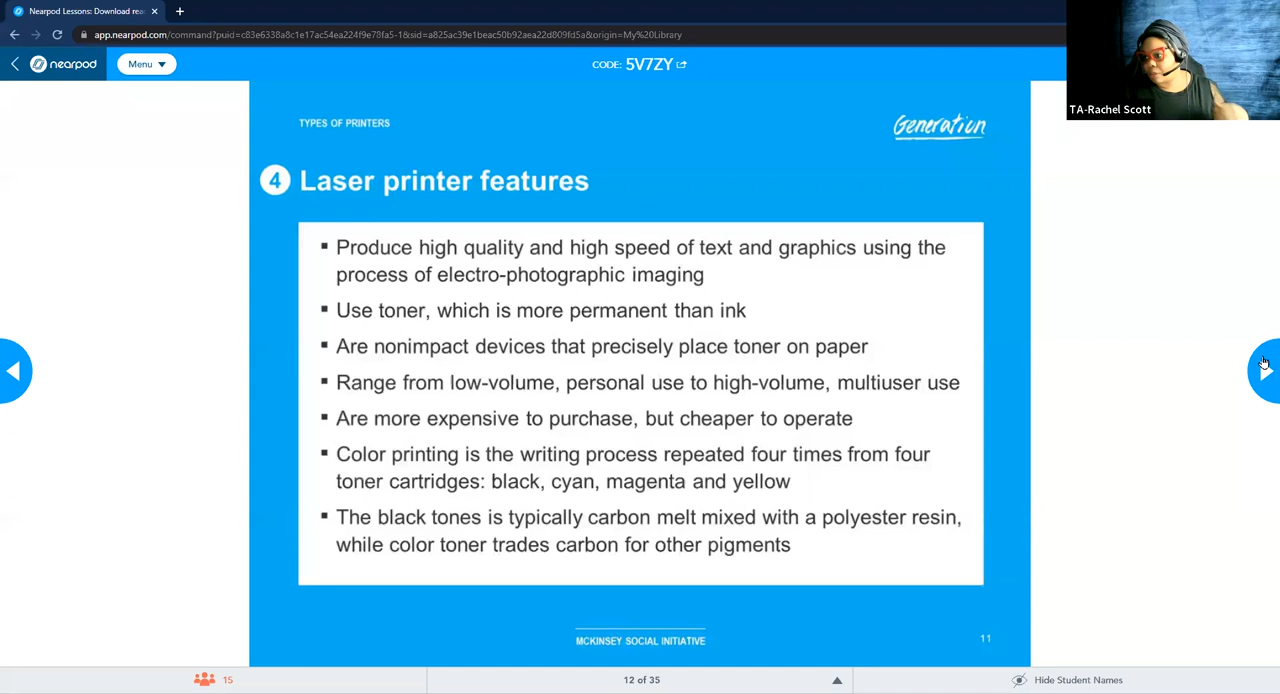 Nearpod Lessons: Download rea
app.nearpod.com/command?puid=c83e6338a8c1e17ac54ea224f9e78fa5-1&sid=a825ac39e1beac50b92aea22d809fd5a&origin=My%20Library
nearpod
Menu
CODE: 5V7ZY
TA-Rachel Scott
TYPES OF PRINTERS
Generation
4 Laser printer features
▪ Produce high quality and high speed of text and graphics using the
process of electro-photographic imaging
▪ Use toner, which is more permanent than ink
▪ Are nonimpact devices that precisely place toner on paper
▪ Range from low-volume, personal use to high-volume, multiuser use
▪ Are more expensive to purchase, but cheaper to operate
▪ Color printing is the writing process repeated four times from four
toner cartridges: black, cyan, magenta and yellow
▪ The black tones is typically carbon melt mixed with a polyester resin,
while color toner trades carbon for other pigments
MCKINSEY SOCIAL INITIATIVE
11
15
12 of 35
Hide Student Names